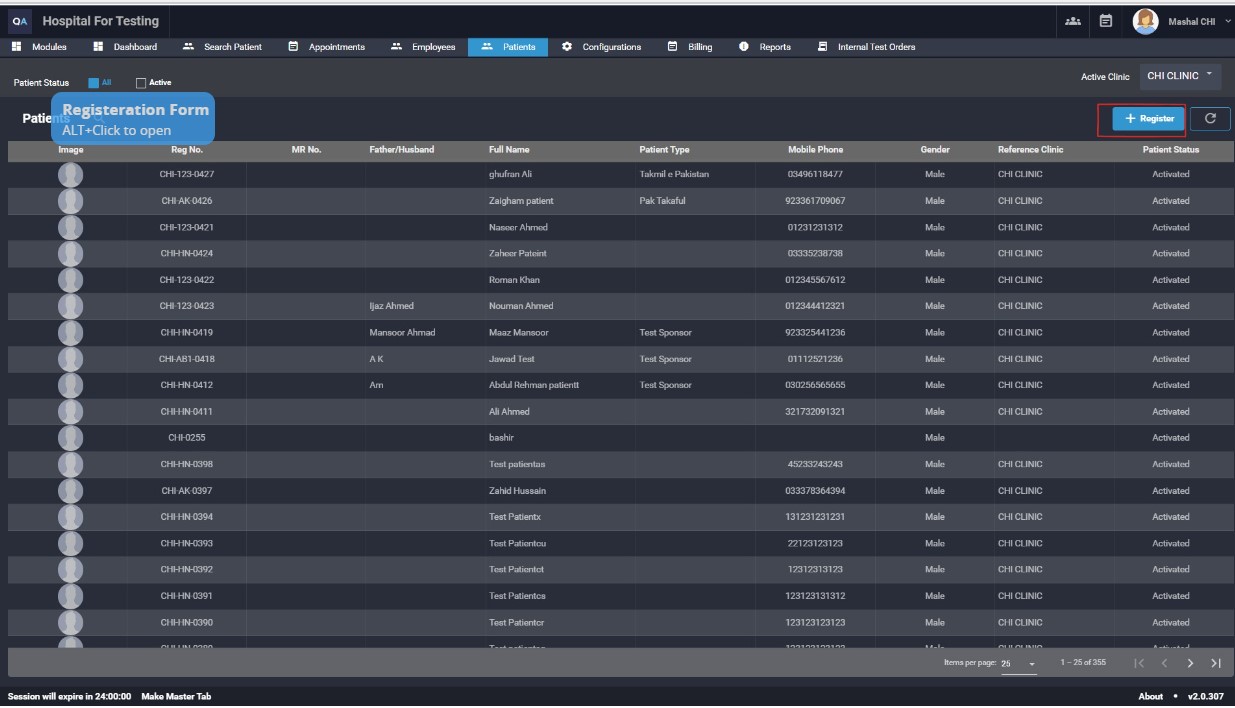 QA Hospital For Testing Mashal CHI
Modules Dashboard Search Patient Appointments Employees Patients Configurations Billing Reports Internal Test Orders
Patient Status All Active Active Clinic CHI CLINIC
Patients
Registeration Form
ALT+Click to open
+ Register
Image Reg No. MR No. Father/Husband Full Name Patient Type Mobile Phone Gender Reference Clinic Patient Status
CHI-123-0427 ghufran Ali Takmil e Pakistan 03496118477 Male CHI CLINIC Activated
CHI-AK-0426 Zaigham patient Pak Takaful 923361709067 Male CHI CLINIC Activated
CHI-123-0421 Naseer Ahmed 01231231312 Male CHI CLINIC Activated
CHI-HN-0424 Zaheer Pateint 03335238738 Male CHI CLINIC Activated
CHI-123-0422 Roman Khan 012345567612 Male CHI CLINIC Activated
CHI-123-0423 Ijaz Ahmed Nouman Ahmed 012344412321 Male CHI CLINIC Activated
CHI-HN-0419 Mansoor Ahmad Maaz Mansoor Test Sponsor 923325441236 Male CHI CLINIC Activated
CHI-AB1-0418 A K Jawad Test Test Sponsor 01112521236 Male CHI CLINIC Activated
CHI-HN-0412 Am Abdul Rehman patientt Test Sponsor 030256565655 Male CHI CLINIC Activated
CHI-HN-0411 Ali Ahmed 321732091321 Male CHI CLINIC Activated
CHI-0255 bashir Male Activated
CHI-HN-0398 Test patientas 45233243243 Male CHI CLINIC Activated
CHI-AK-0397 Zahid Hussain 033378364394 Male CHI CLINIC Activated
CHI-HN-0394 Test Patientx 131231231231 Male CHI CLINIC Activated
CHI-HN-0393 Test Patientcu 22123123123 Male CHI CLINIC Activated
CHI-HN-0392 Test Patientct 12312313123 Male CHI CLINIC Activated
CHI-HN-0391 Test Patientcs 123123131312 Male CHI CLINIC Activated
CHI-HN-0390 Test Patientcr 123123123123 Male CHI CLINIC Activated
Items per page: 25 1 – 25 of 355
Session will expire in 24:00:00 Make Master Tab About • v2.0.307